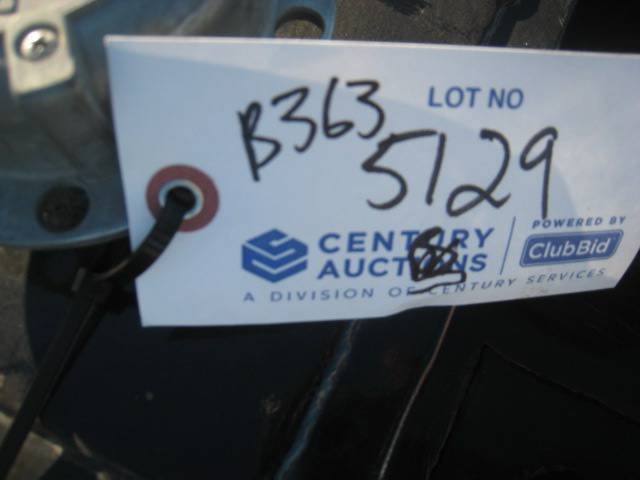 B363 LOT NO
5129
CENTURY AUCTIONS
POWERED BY
ClubBid
A DIVISION OF CENTURY SERVICES